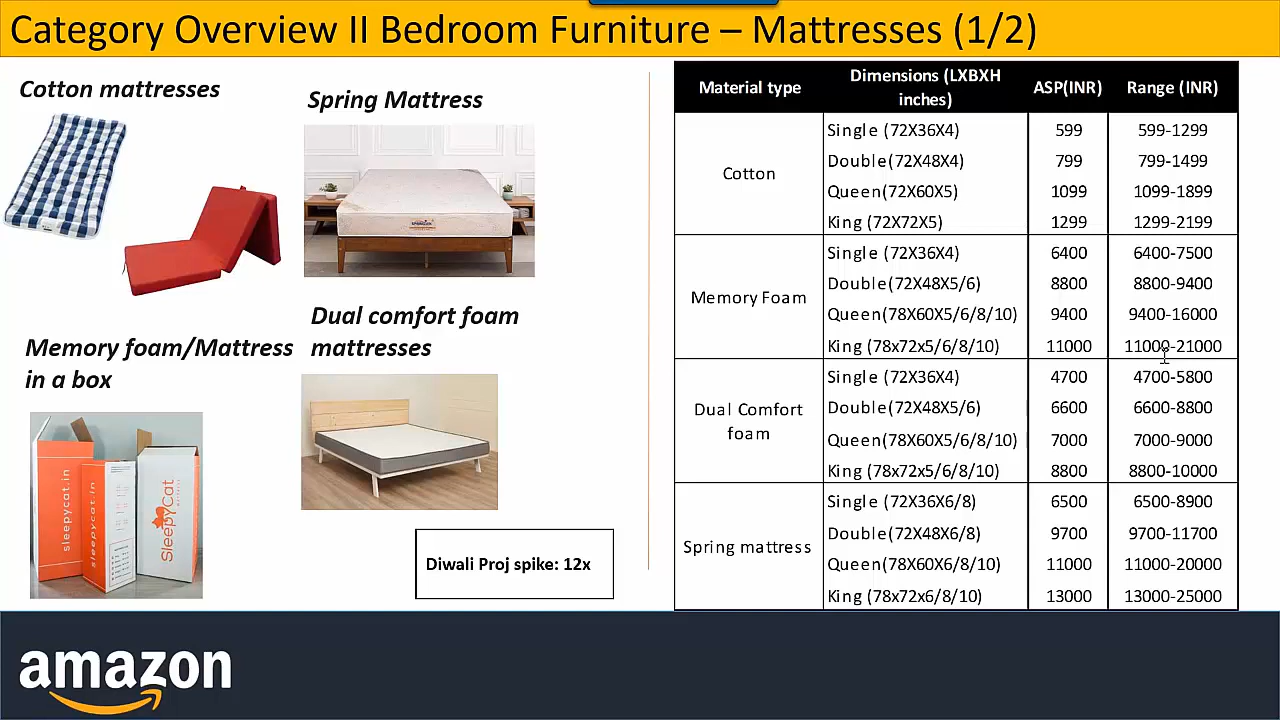 Category Overview II Bedroom Furniture – Mattresses (1/2)
Cotton mattresses
Spring Mattress
Memory foam/Mattress
in a box
Dual comfort foam
mattresses
sleepycat.in
sleepycat.in
SleepyCat
Diwali Proj spike: 12x
Material type Dimensions (LXBXH inches) ASP(INR) Range (INR)
Cotton
Single (72X36X4) 599 599-1299
Double(72X48X4) 799 799-1499
Queen(72X60X5) 1099 1099-1899
King (72X72X5) 1299 1299-2199
Memory Foam
Single (72X36X4) 6400 6400-7500
Double(72X48X5/6) 8800 8800-9400
Queen(78X60X5/6/8/10) 9400 9400-16000
King (78x72x5/6/8/10) 11000 11000-21000
Dual Comfort
foam
Single (72X36X4) 4700 4700-5800
Double(72X48X5/6) 6600 6600-8800
Queen(78X60X5/6/8/10) 7000 7000-9000
King (78x72x5/6/8/10) 8800 8800-10000
Spring mattress
Single (72X36X6/8) 6500 6500-8900
Double(72X48X6/8) 9700 9700-11700
Queen(78X60X6/8/10) 11000 11000-20000
King (78x72x6/8/10) 13000 13000-25000
amazon